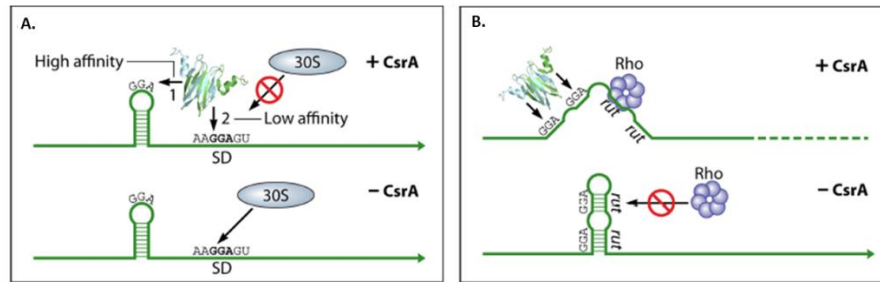 A.
High affinity
30S
+ CsrA
GGA
1
2
Low affinity
AAGGAGU
SD
30S
− CsrA
GGA
AAGGAGU
SD
B.
Rho
+ CsrA
GGA
GGA
rut
rut
Rho
− CsrA
GGA
rut
GGA
rut